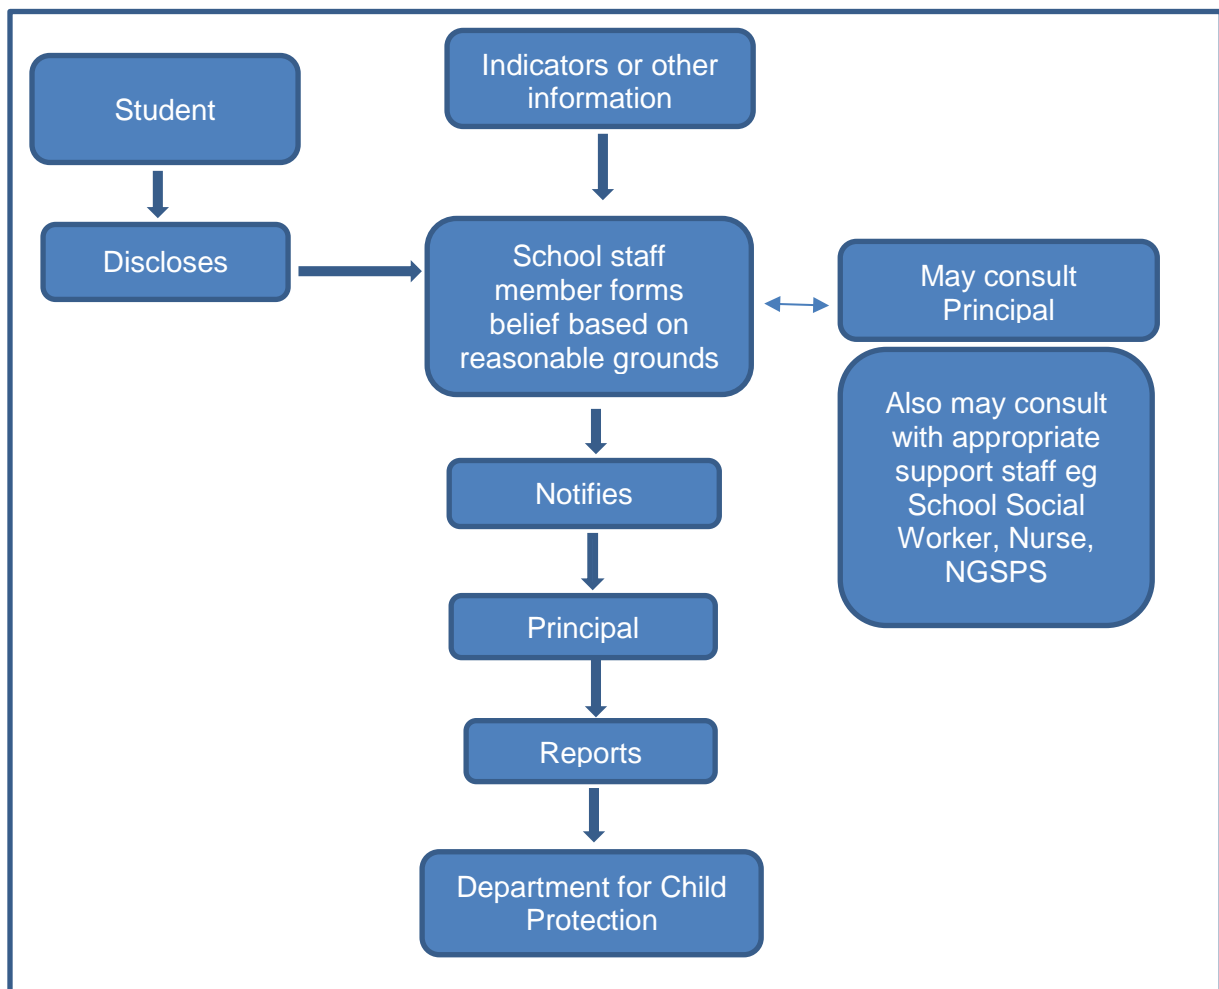 Student
Indicators or other
information
Discloses
School staff
member forms
belief based on
reasonable grounds
May consult
Principal
Also may consult
with appropriate
support staff eg
School Social
Worker, Nurse,
NGSPS
Notifies
Principal
Reports
Department for Child
Protection